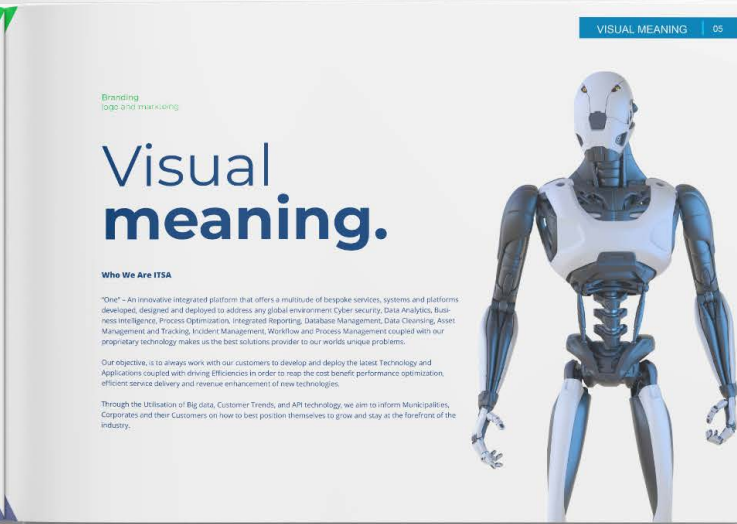 VISUAL MEANING | 05
Branding
logo and markteing
Visual
meaning.
Who We Are ITSA
"One" – An innovative integrated platform that offers a multitude of bespoke services, systems and platforms
developed, designed and deployed to address any global environment Cyber security, Data Analytics, Busi-
ness Intelligence, Process Optimization, Integrated Reporting, Database Management, Data Cleansing, Asset
Management and Tracking, Incident Management, Workflow and Process Management coupled with our
proprietary technology makes us the best solutions provider to our worlds unique problems.
Our objective, is to always work with our customers to develop and deploy the latest Technology and
Applications coupled with driving Efficiencies in order to reap the cost benefit performance optimization,
efficient service delivery and revenue enhancement of new technologies.
Through the Utilisation of Big data, Customer Trends, and API technology, we aim to inform Municipalities,
Corporates and their Customers on how to best position themselves to grow and stay at the forefront of the
industry.